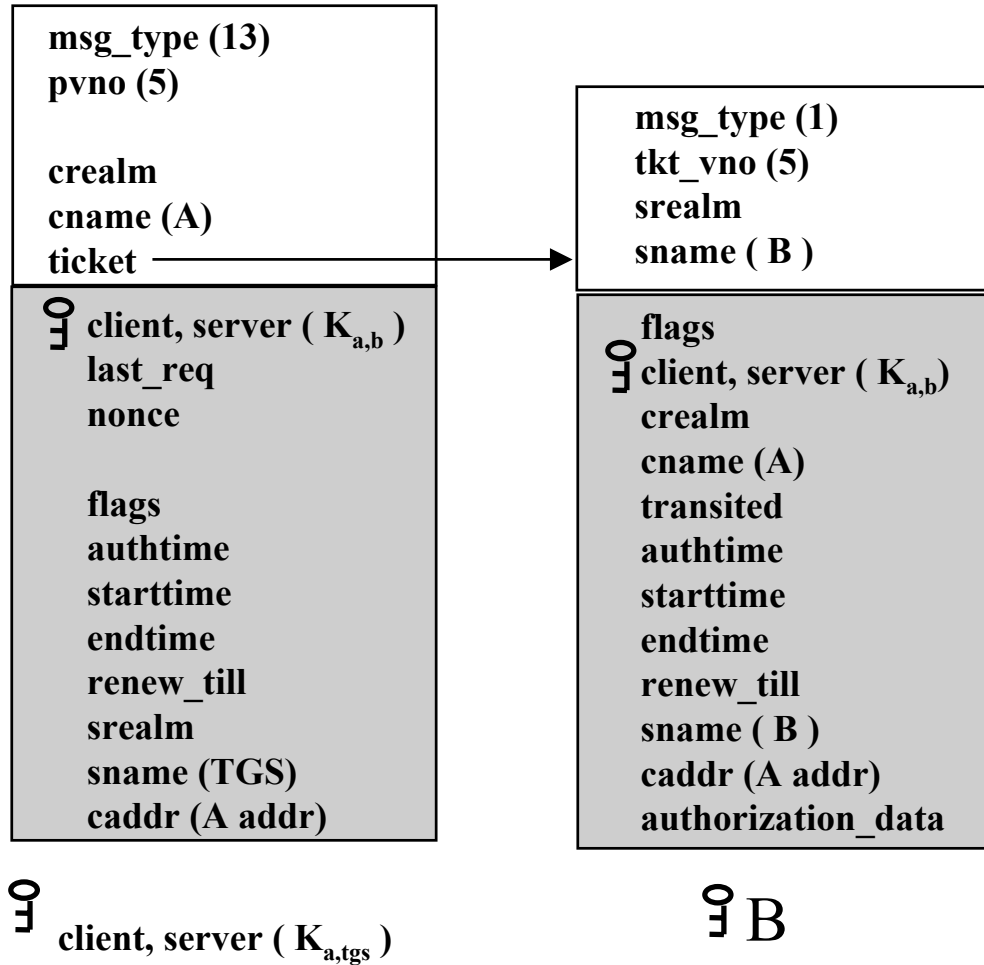 msg_type (13)
pvno (5)
crealm
cname (A)
ticket
client, server ( Ka,b )
last_req
nonce
flags
authtime
starttime
endtime
renew_till
srealm
sname (TGS)
caddr (A addr)
client, server ( Ka,tgs )
msg_type (1)
tkt_vno (5)
srealm
sname ( B )
flags
client, server ( Ka,b)
crealm
cname (A)
transited
authtime
starttime
endtime
renew_till
sname ( B )
caddr (A addr)
authorization_data
B